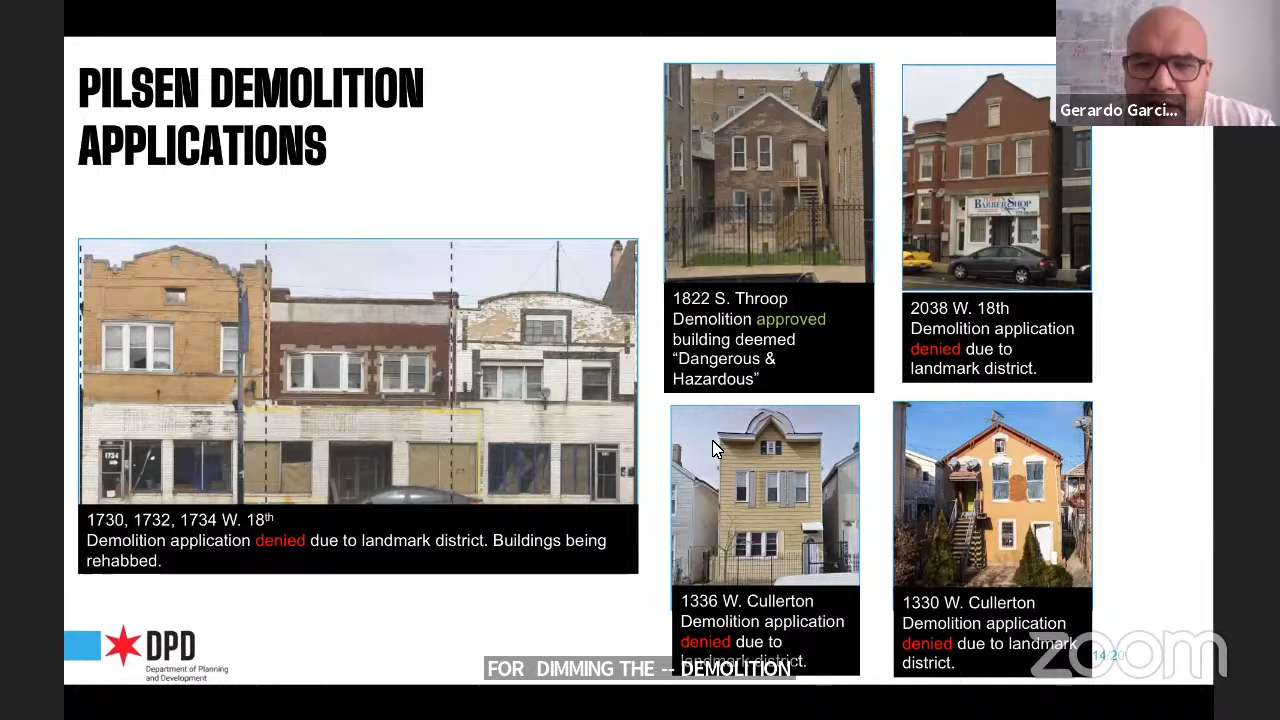 PILSEN DEMOLITION
APPLICATIONS
Gerardo Garci...
1734
BARBER SHOP
1730, 1732, 1734 W. 18th
Demolition application denied due to landmark district. Buildings being
rehabbed.
1822 S. Throop
Demolition approved
building deemed
“Dangerous &
Hazardous”
2038 W. 18th
Demolition application
denied due to
landmark district.
1336 W. Cullerton
Demolition application
denied due to
landmark district.
1330 W. Cullerton
Demolition application
denied due to landmark
district.
DPD
Department of Planning
and Development
FOR DIMMING THE -- DEMOLITION
14/20
zoom